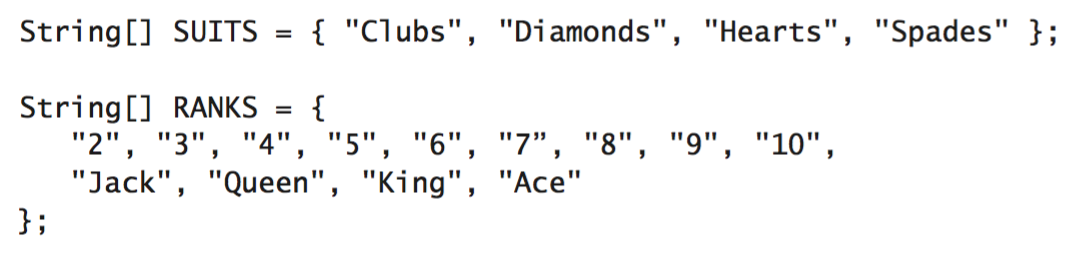 String[] SUITS = { "Clubs", "Diamonds", "Hearts", "Spades" };
String[] RANKS = {
"2", "3", "4", "5", "6", "7”, "8", "9", "10",
"Jack", "Queen", "King", "Ace"
};